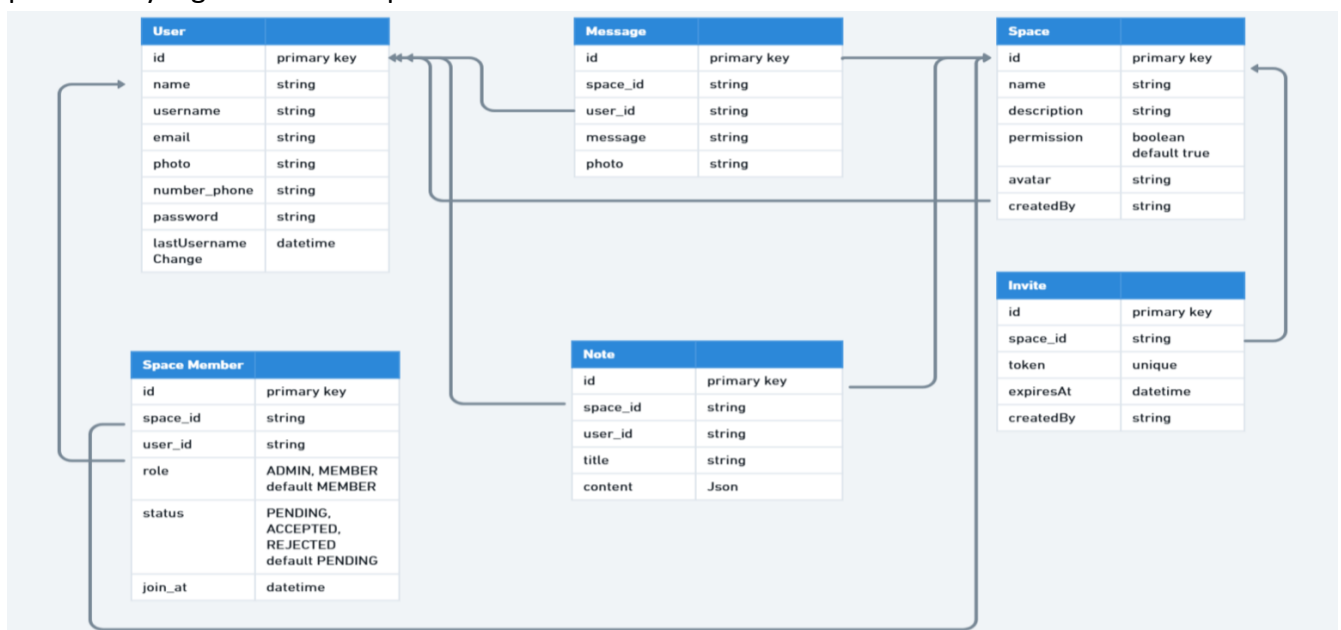 User
id primary key
name string
username string
email string
photo string
number_phone string
password string
lastUsername datetime
Change
Message
id primary key
space_id string
user_id string
message string
photo string
Space
id primary key
name string
description string
permission boolean
default true
avatar string
createdBy string
Invite
id primary key
space_id string
token unique
expiresAt datetime
createdBy string
Space Member
id primary key
space_id string
user_id string
role ADMIN, MEMBER
default MEMBER
status PENDING,
ACCEPTED,
REJECTED
default PENDING
join_at datetime
Note
id primary key
space_id string
user_id string
title string
content Json